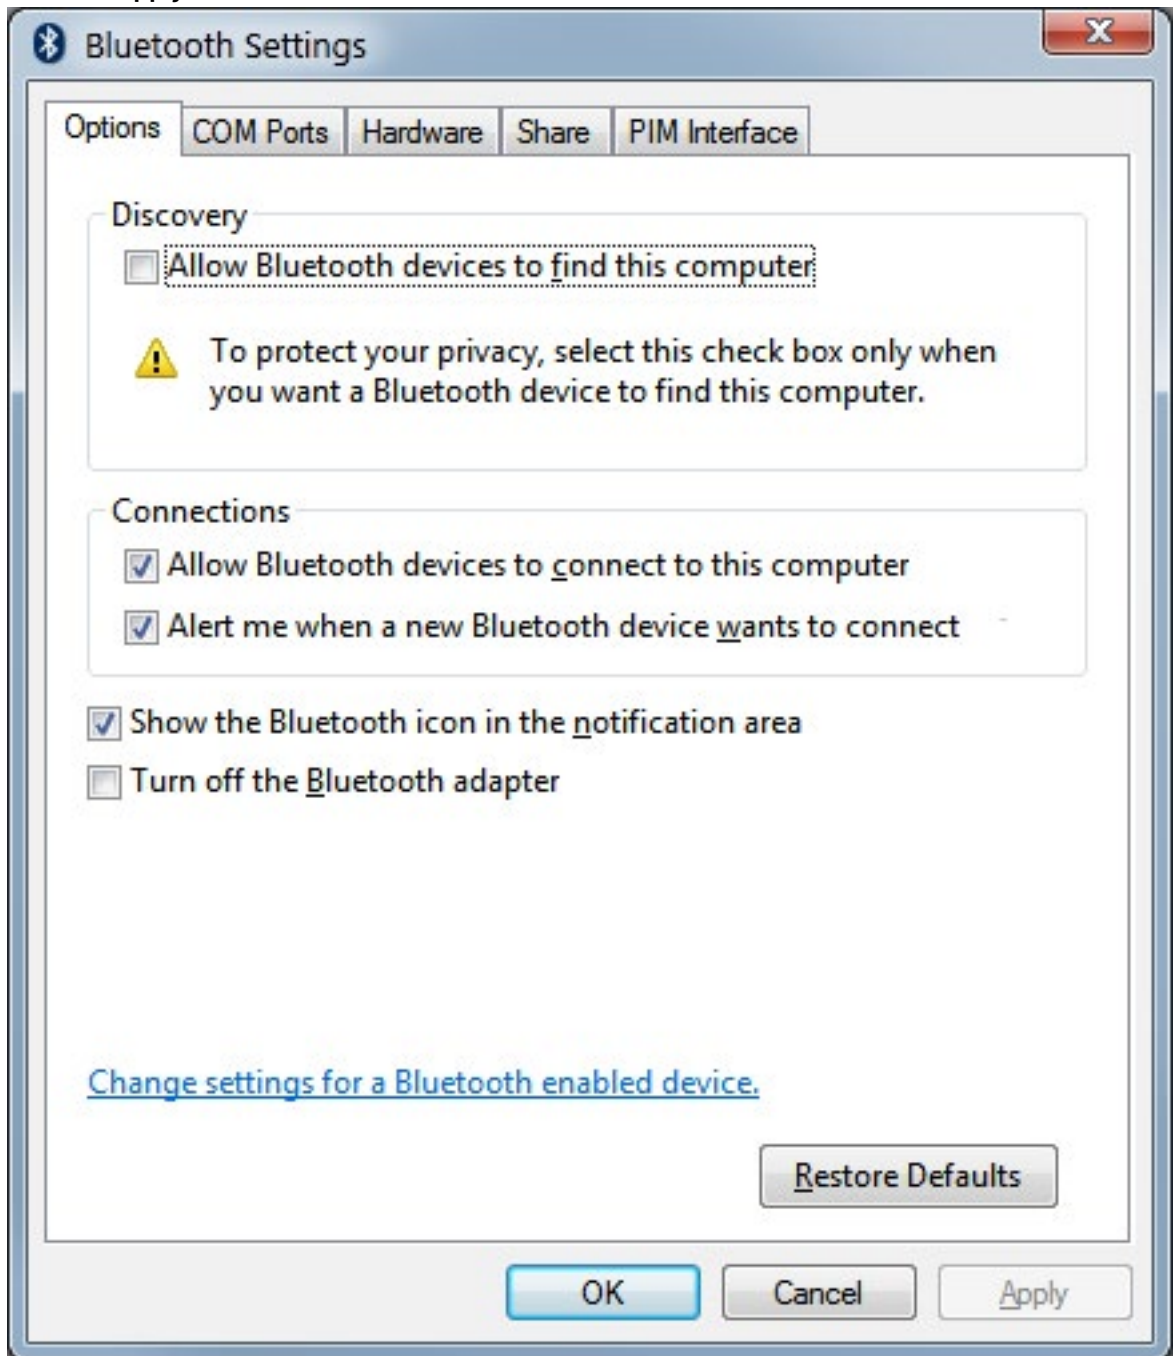 Bluetooth Settings
Options COM Ports Hardware Share PIM Interface
Discovery
Allow Bluetooth devices to find this computer
To protect your privacy, select this check box only when
you want a Bluetooth device to find this computer.
Connections
Allow Bluetooth devices to connect to this computer
Alert me when a new Bluetooth device wants to connect
Show the Bluetooth icon in the notification area
Turn off the Bluetooth adapter
Change settings for a Bluetooth enabled device.
Restore Defaults
OK Cancel Apply